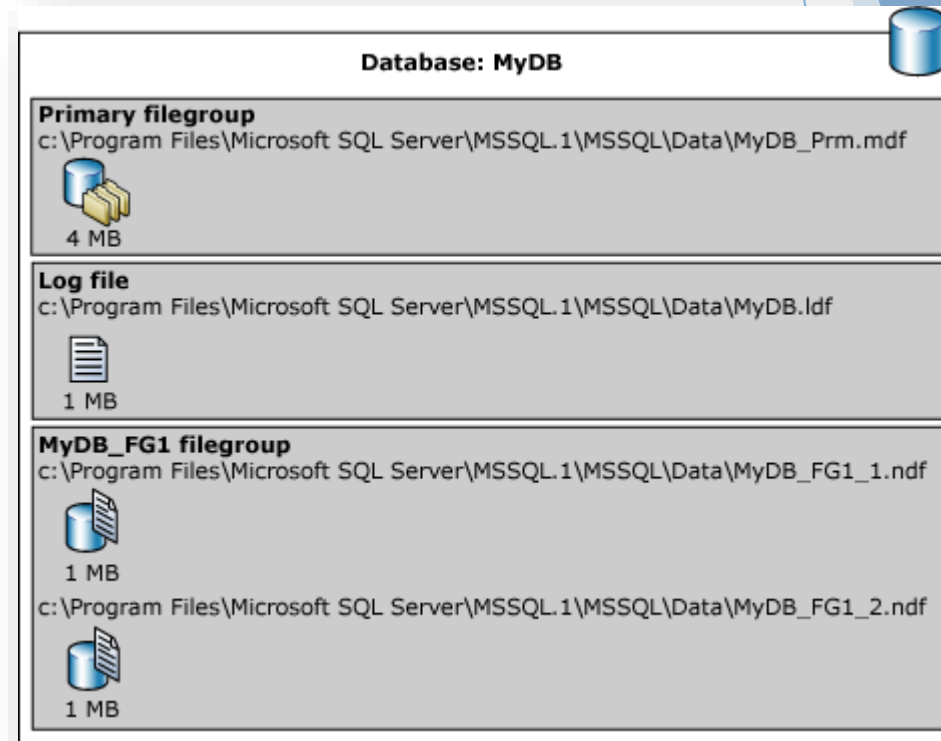 Database: MyDB
Primary filegroup
c:\Program Files\Microsoft SQL Server\MSSQL.1\MSSQL\Data\MyDB_Prm.mdf
4 MB
Log file
c:\Program Files\Microsoft SQL Server\MSSQL.1\MSSQL\Data\MyDB.ldf
1 MB
MyDB_FG1 filegroup
c:\Program Files\Microsoft SQL Server\MSSQL.1\MSSQL\Data\MyDB_FG1_1.ndf
1 MB
c:\Program Files\Microsoft SQL Server\MSSQL.1\MSSQL\Data\MyDB_FG1_2.ndf
1 MB